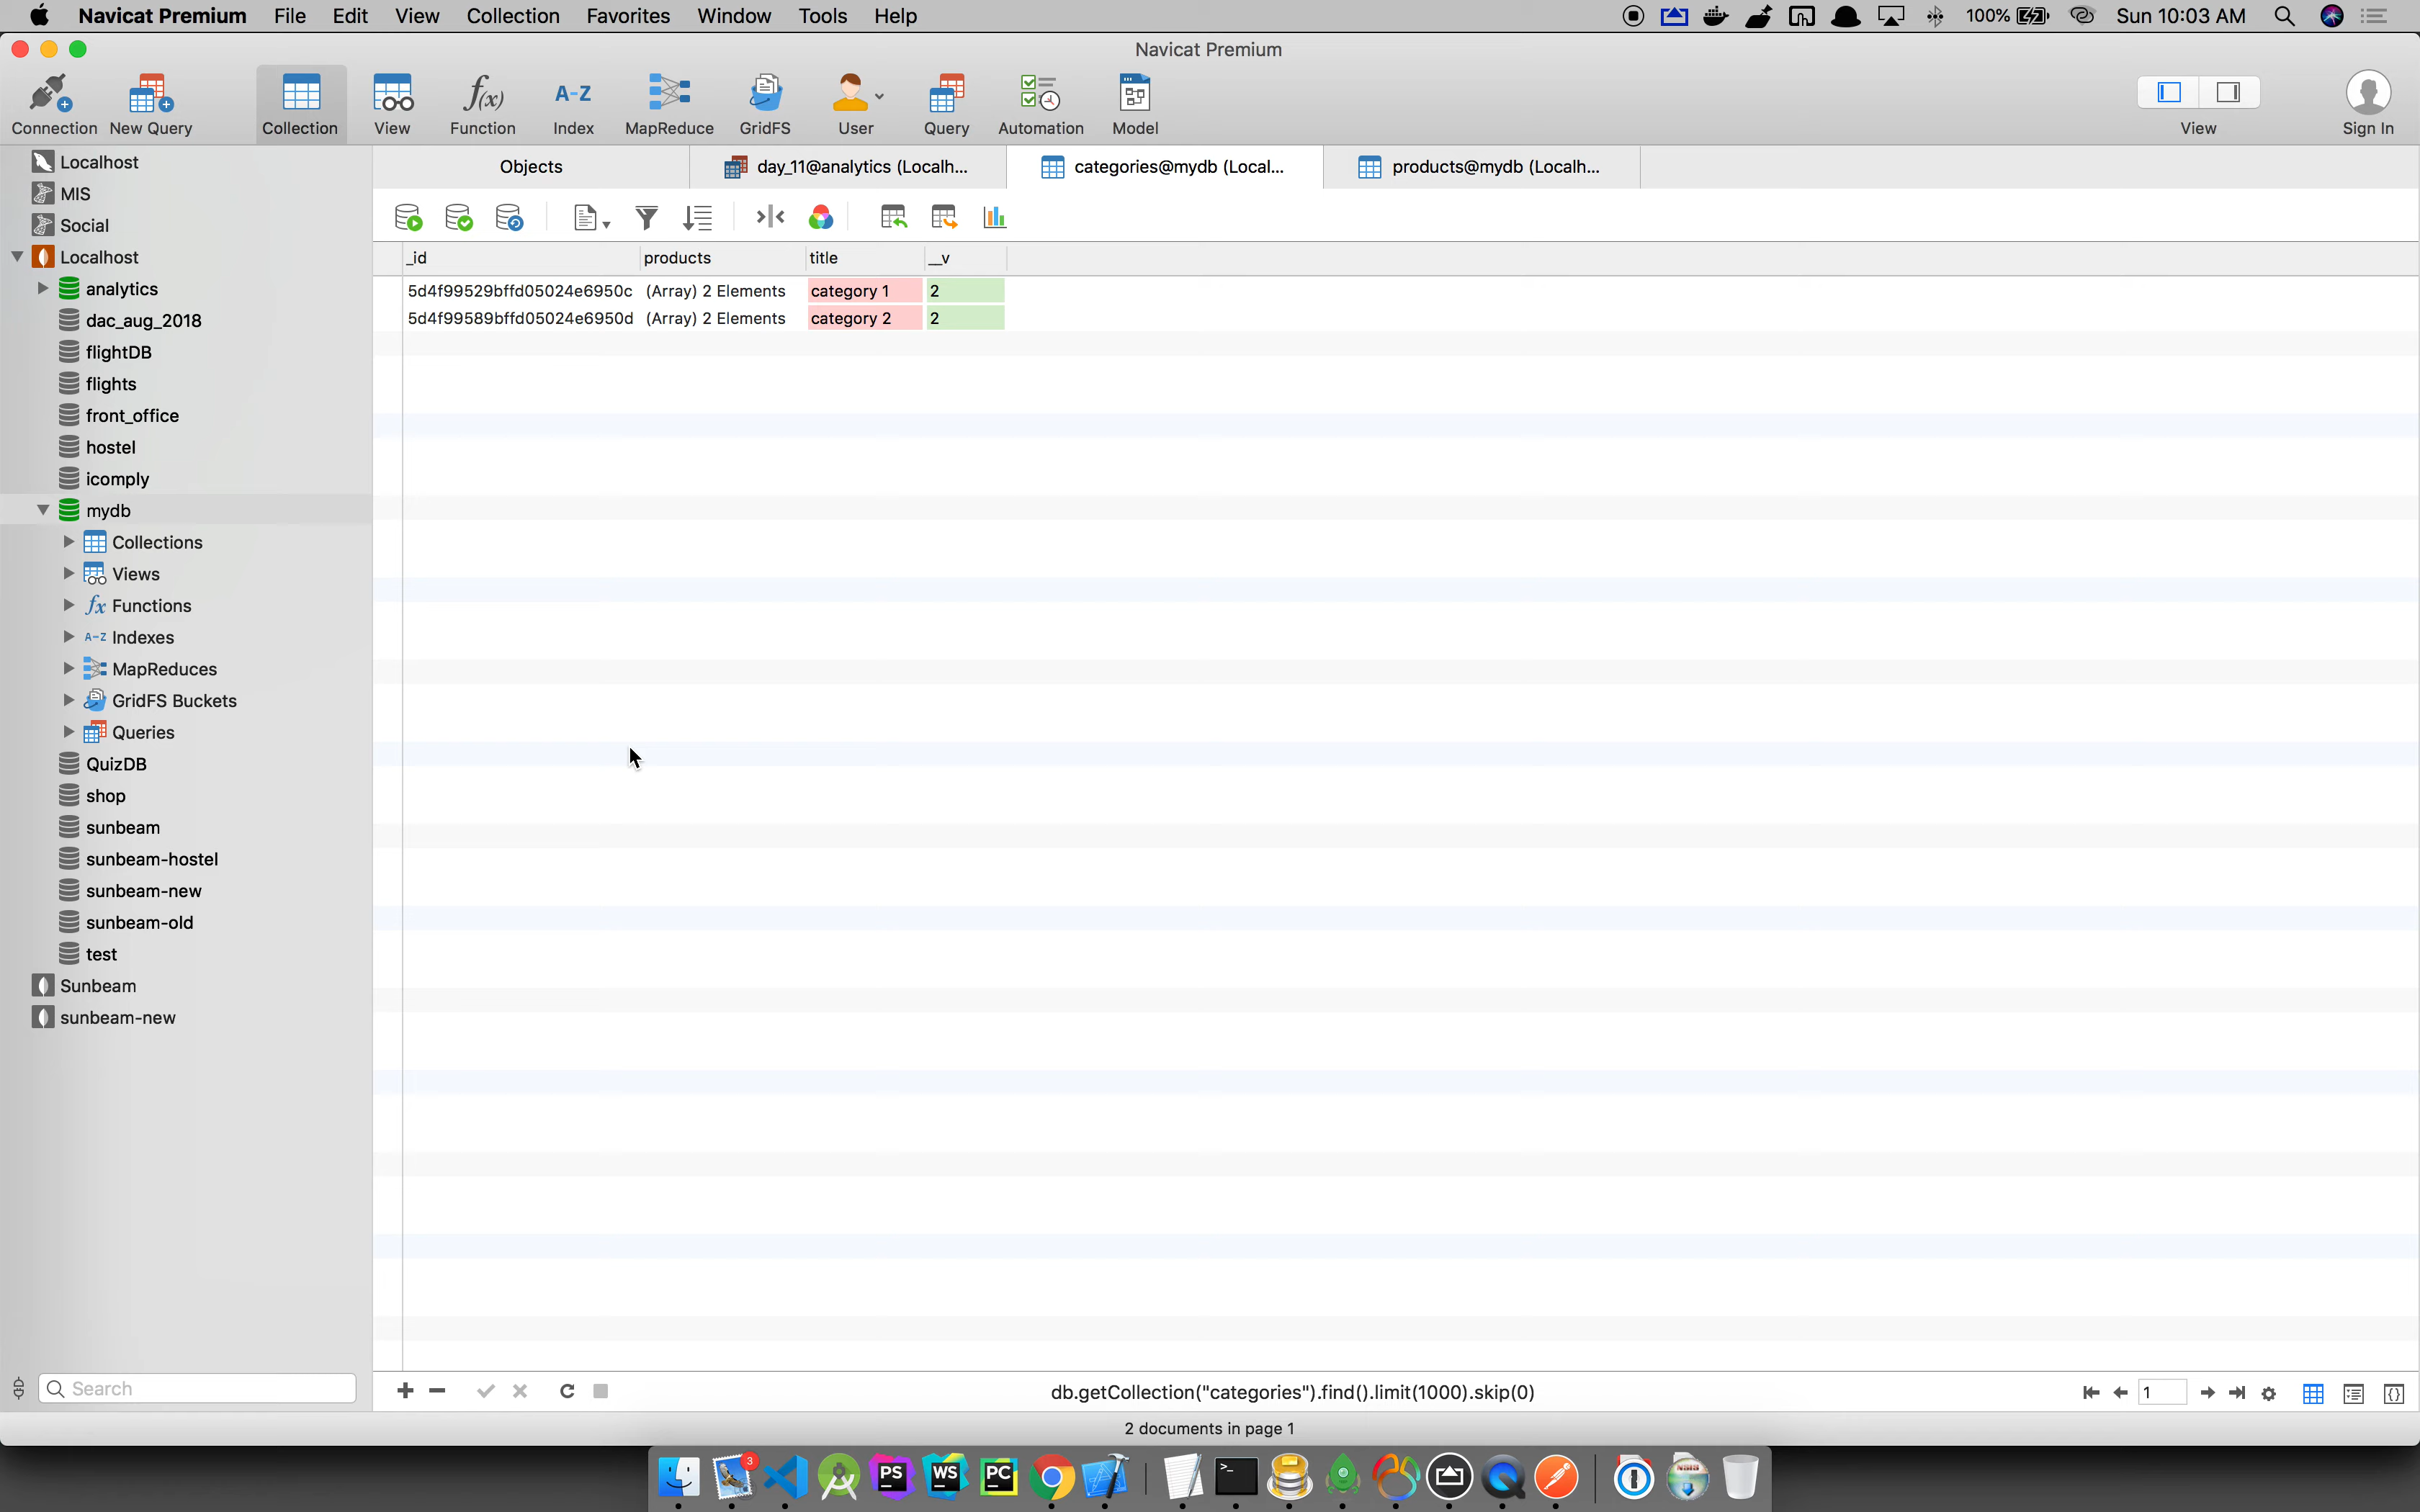 Navicat Premium File Edit View Collection Favorites Window Tools Help 100% Sun 10:03 AM
Navicat Premium
Connection New Query Collection View Function Index MapReduce GridFS User Query Automation Model View Sign In
Localhost
MIS
Social
Localhost
analytics
dac_aug_2018
flightDB
flights
front_office
hostel
icomply
mydb
Collections
Views
Functions
Indexes
MapReduces
GridFS Buckets
Queries
QuizDB
shop
sunbeam
sunbeam-hostel
sunbeam-new
sunbeam-old
test
Sunbeam
sunbeam-new
Search
Objects day_11@analytics (Localh... categories@mydb (Local... products@mydb (Localh...
_id products title __v
5d4f99529bffd05024e6950c (Array) 2 Elements category 1 2
5d4f99589bffd05024e6950d (Array) 2 Elements category 2 2
db.getCollection("categories").find().limit(1000).skip(0) 1
2 documents in page 1
3 PS WS PC